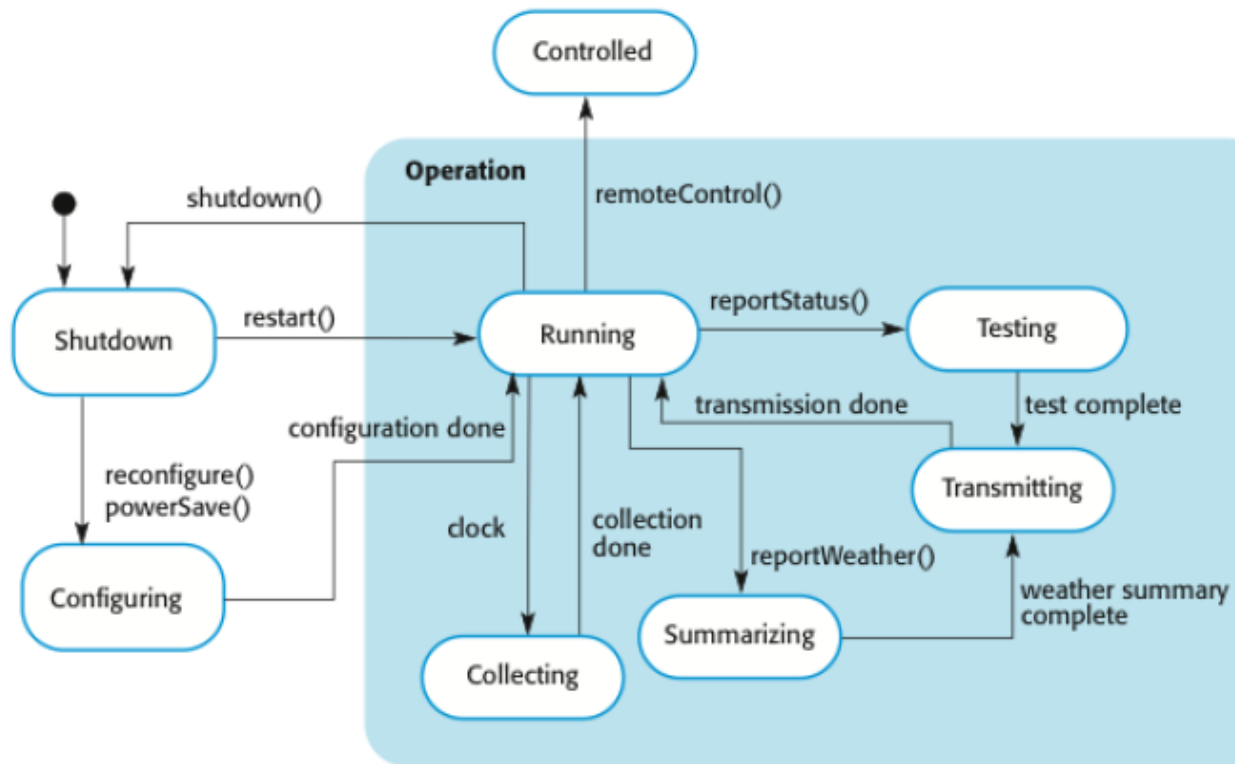 Controlled
Operation
shutdown()
remoteControl()
Shutdown
restart()
Running
reportStatus()
Testing
configuration done
transmission done
test complete
reconfigure()
powerSave()
Transmitting
clock
collection
done
reportWeather()
Configuring
weather summary
complete
Summarizing
Collecting